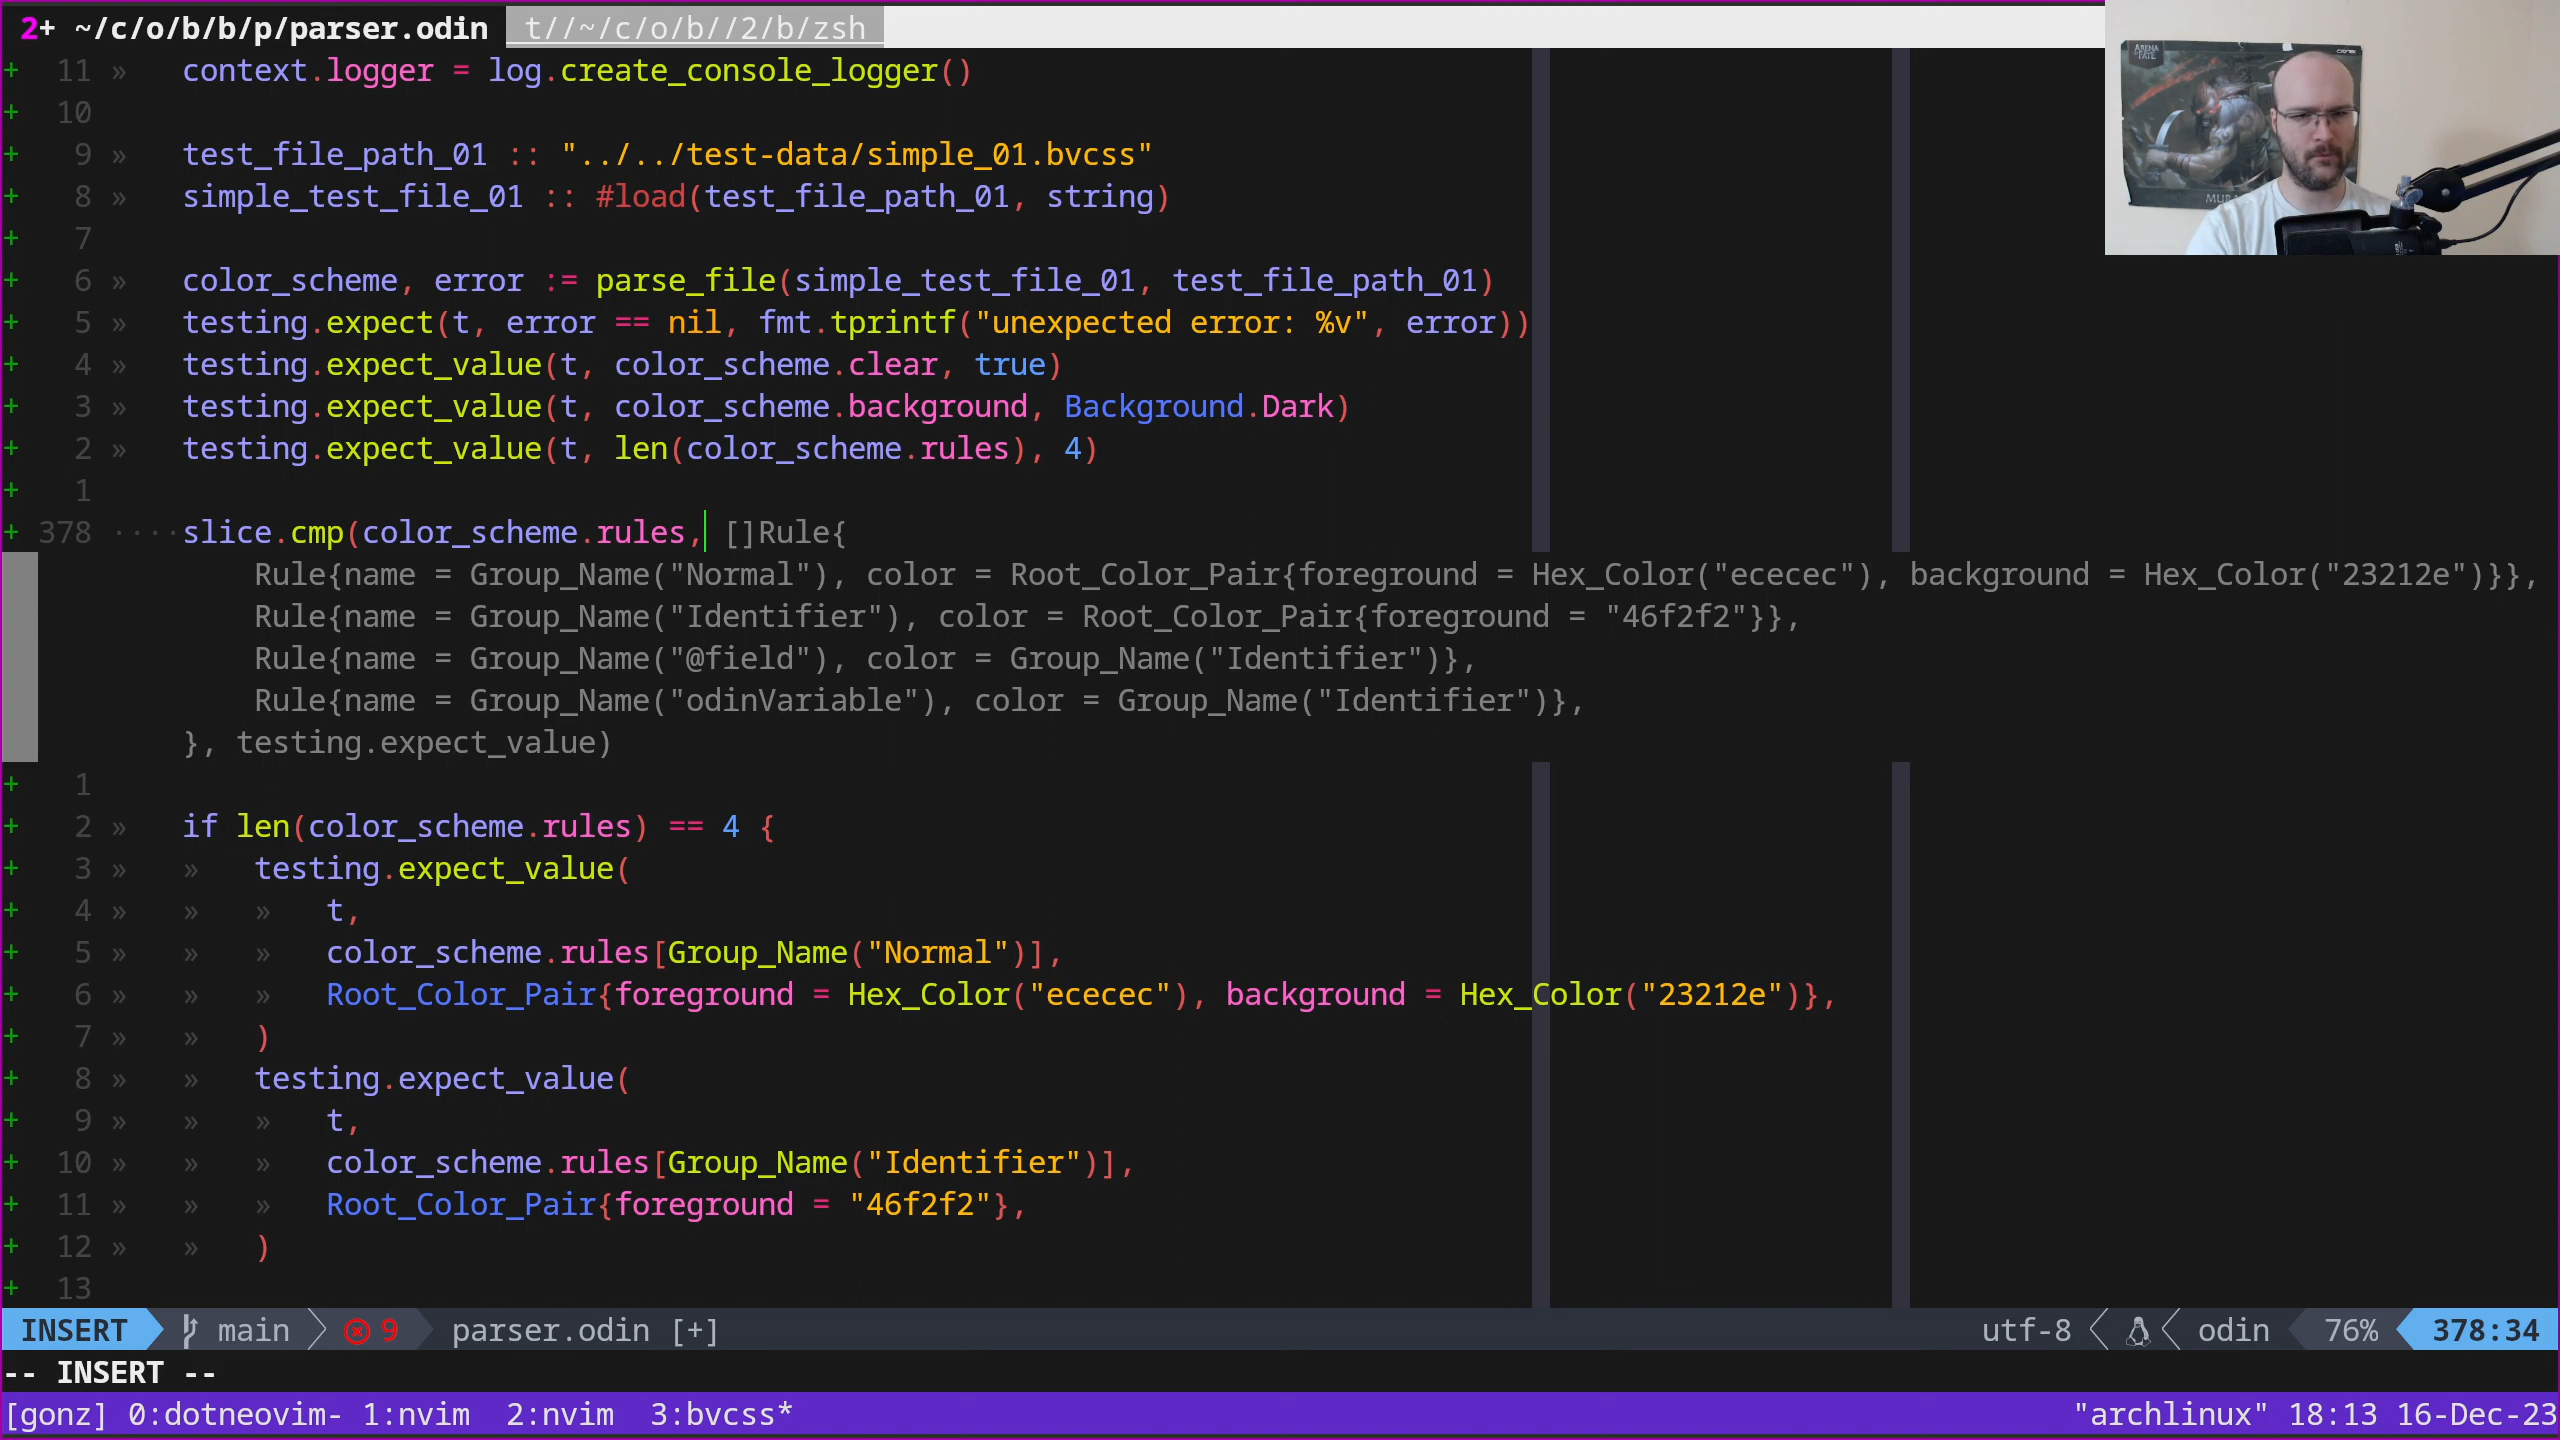 2+ ~/c/o/b/b/p/parser.odin t//~/c/o/b//2/b/zsh
+ 11 » context.logger = log.create_console_logger()
+ 10
+ 9 » test_file_path_01 :: "../../test-data/simple_01.bvcss"
+ 8 » simple_test_file_01 :: #load(test_file_path_01, string)
+ 7
+ 6 » color_scheme, error := parse_file(simple_test_file_01, test_file_path_01)
+ 5 » testing.expect(t, error == nil, fmt.tprintf("unexpected error: %v", error))
+ 4 » testing.expect_value(t, color_scheme.clear, true)
+ 3 » testing.expect_value(t, color_scheme.background, Background.Dark)
+ 2 » testing.expect_value(t, len(color_scheme.rules), 4)
+ 1
+ 378 ····slice.cmp(color_scheme.rules, []Rule{
Rule{name = Group_Name("Normal"), color = Root_Color_Pair{foreground = Hex_Color("ececec"), background = Hex_Color("23212e")}},
Rule{name = Group_Name("Identifier"), color = Root_Color_Pair{foreground = "46f2f2"}},
Rule{name = Group_Name("@field"), color = Group_Name("Identifier")},
Rule{name = Group_Name("odinVariable"), color = Group_Name("Identifier")},
}, testing.expect_value)
+ 1
+ 2 » if len(color_scheme.rules) == 4 {
+ 3 » » testing.expect_value(
+ 4 » » » t,
+ 5 » » » color_scheme.rules[Group_Name("Normal")],
+ 6 » » » Root_Color_Pair{foreground = Hex_Color("ececec"), background = Hex_Color("23212e")},
+ 7 » » )
+ 8 » » testing.expect_value(
+ 9 » » » t,
+ 10 » » » color_scheme.rules[Group_Name("Identifier")],
+ 11 » » » Root_Color_Pair{foreground = "46f2f2"},
+ 12 » » )
+ 13
INSERT main 9 parser.odin [+] utf-8 odin 76% 378:34
-- INSERT --
[gonz] 0:dotneovim- 1:nvim 2:nvim 3:bvcss* "archlinux" 18:13 16-Dec-23